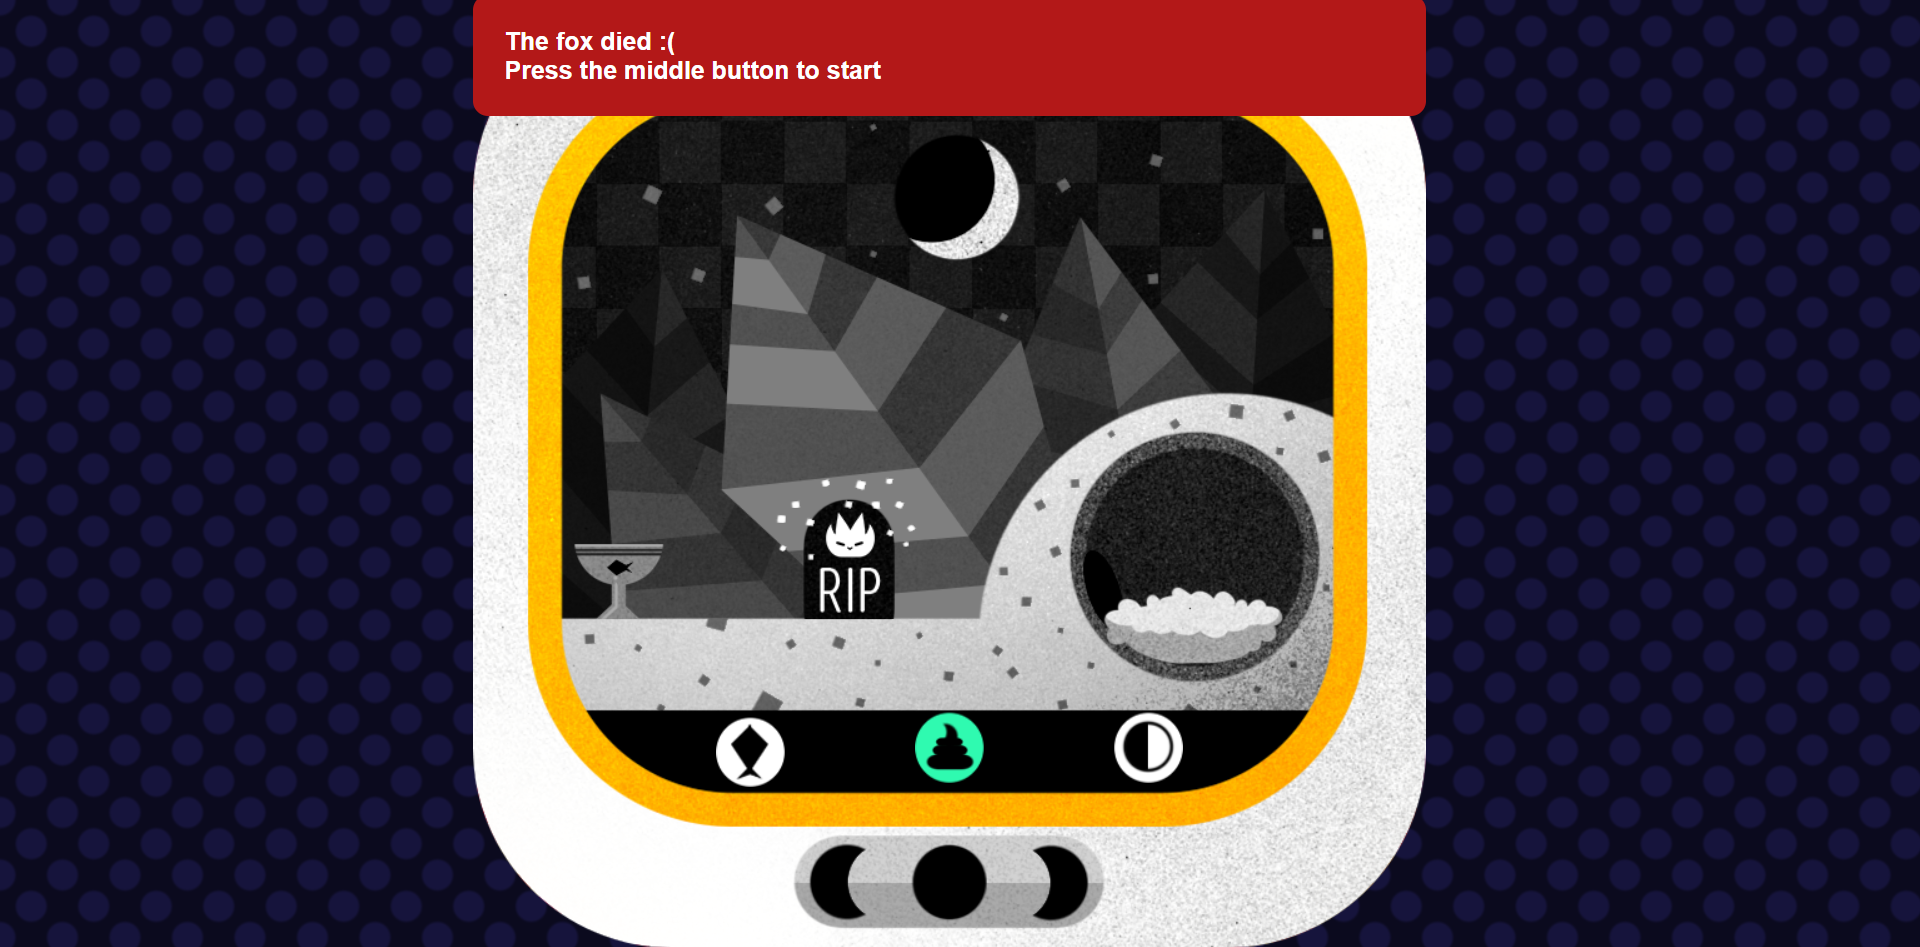 The fox died :(
Press the middle button to start
RIP